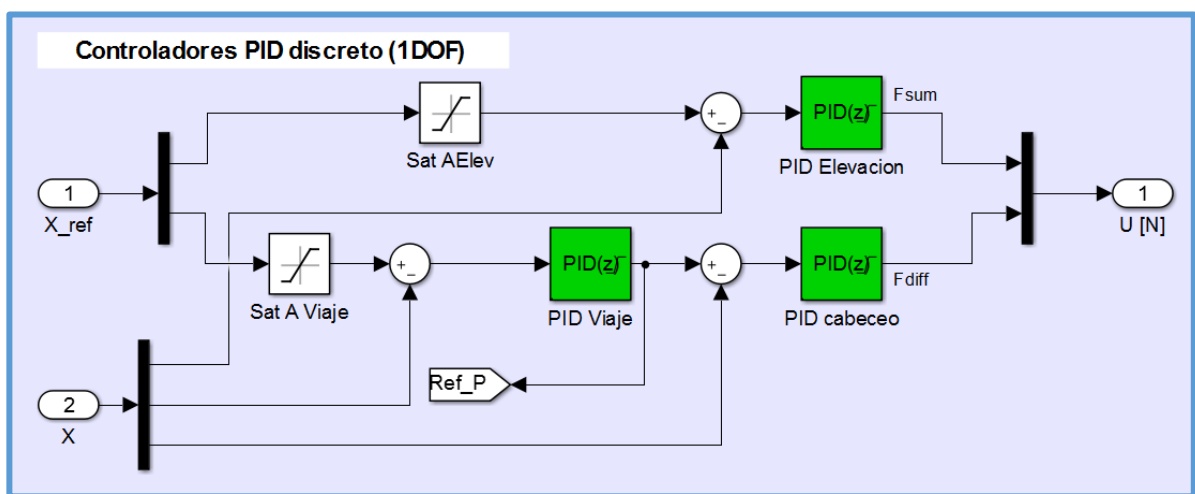 Controladores PID discreto (1DOF)
Sat AElev
+
-
PID(z)
PID Elevacion
Fsum
1
X_ref
1
U [N]
Sat A Viaje
+
-
PID(z)
PID Viaje
+
-
PID(z)
PID cabeceo
Fdiff
Ref_P
2
X